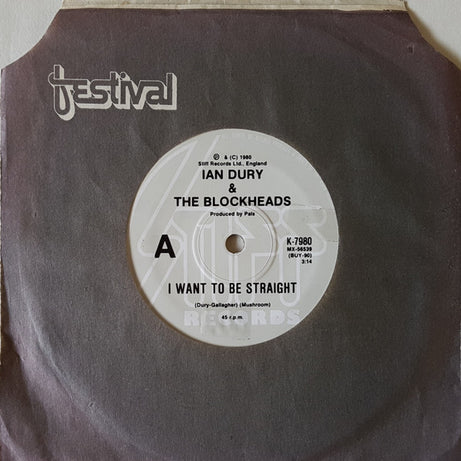 festival
℗ & (C) 1980
Stiff Records Ltd., England
IAN DURY
&
THE BLOCKHEADS
Produced by Pals
A
K-7980
MX-56539
(BUY-90)
3:14
I WANT TO BE STRAIGHT
(Dury-Gallagher) (Mushroom)
45 r.p.m.
STIFF
RECORDS